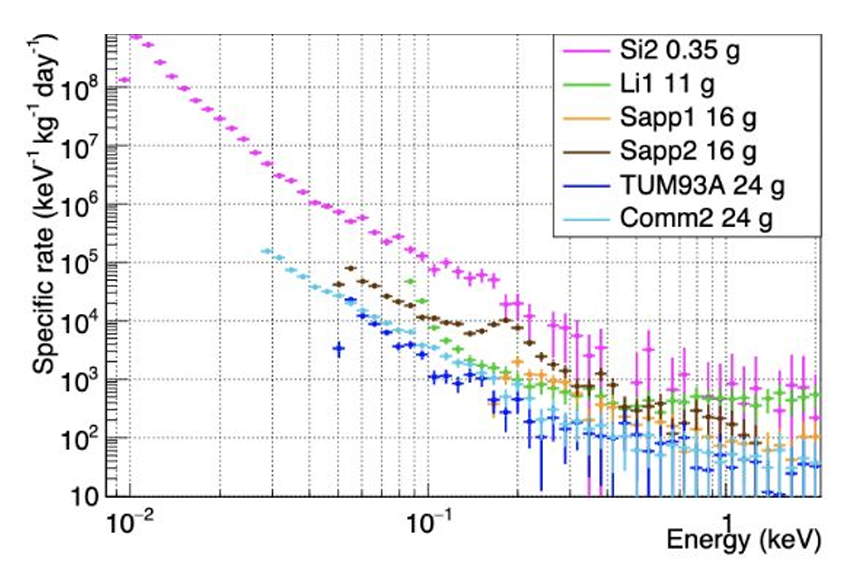 Specific rate (keV⁻¹ kg⁻¹ day⁻¹)
10⁸
10⁷
10⁶
10⁵
10⁴
10³
10²
10
Si2 0.35 g
Li1 11 g
Sapp1 16 g
Sapp2 16 g
TUM93A 24 g
Comm2 24 g
10⁻² 10⁻¹ 1
Energy (keV)